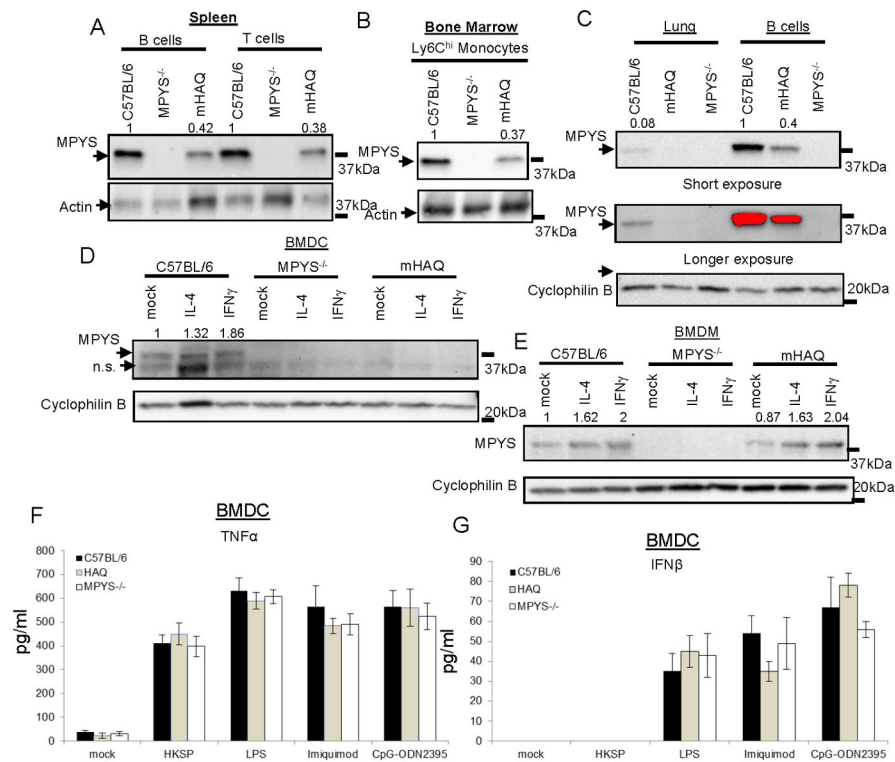 A
Spleen
B cells
T cells
C57BL/6
MPYS-/-
mHAQ
C57BL/6
MPYS-/-
mHAQ
1
0.42
1
0.38
MPYS
37kDa
Actin
B
Bone Marrow
Ly6Chi Monocytes
C57BL/6
MPYS-/-
mHAQ
1
0.37
MPYS
37kDa
Actin
C
Lung
B cells
C57BL/6
mHAQ
MPYS-/-
C57BL/6
mHAQ
MPYS-/-
0.08
1
0.4
MPYS
37kDa
Short exposure
MPYS
37kDa
Longer exposure
Cyclophilin B
20kDa
D
BMDC
C57BL/6
MPYS-/-
mHAQ
mock
IL-4
IFNγ
mock
IL-4
IFNγ
mock
IL-4
IFNγ
1
1.32
1.86
MPYS
n.s.
37kDa
Cyclophilin B
20kDa
E
BMDM
C57BL/6
MPYS-/-
mHAQ
mock
IL-4
IFNγ
mock
IL-4
IFNγ
mock
IL-4
IFNγ
1
1.62
2
0.87
1.63
2.04
MPYS
37kDa
Cyclophilin B
20kDa
F
BMDC
TNFα
C57BL/6
HAQ
MPYS-/-
pg/ml
800
700
600
500
400
300
200
100
0
mock
HKSP
LPS
Imiquimod
CpG-ODN2395
G
BMDC
IFNβ
C57BL/6
HAQ
MPYS-/-
pg/ml
90
80
70
60
50
40
30
20
10
0
mock
HKSP
LPS
Imiquimod
CpG-ODN2395